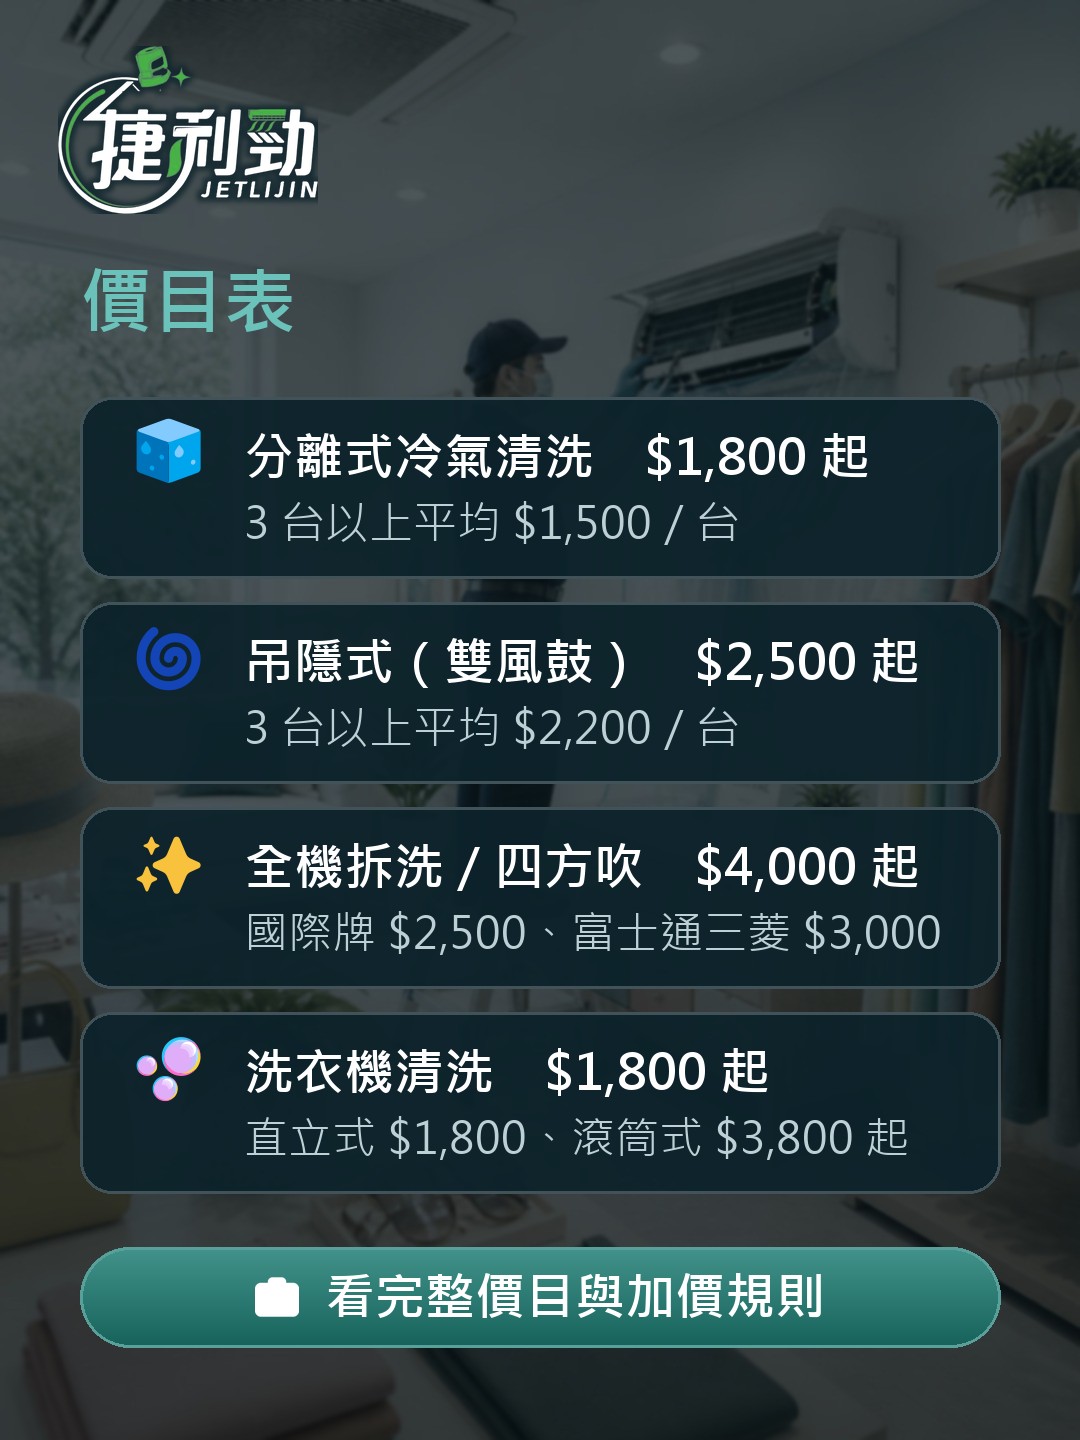 捷利勁
JETLIJIN
價目表
分離式冷氣清洗 $1,800 起
3 台以上平均 $1,500 / 台
吊隱式（雙風鼓） $2,500 起
3 台以上平均 $2,200 / 台
全機拆洗 / 四方吹 $4,000 起
國際牌 $2,500、富士通三菱 $3,000
洗衣機清洗 $1,800 起
直立式 $1,800、滾筒式 $3,800 起
看完整價目與加價規則